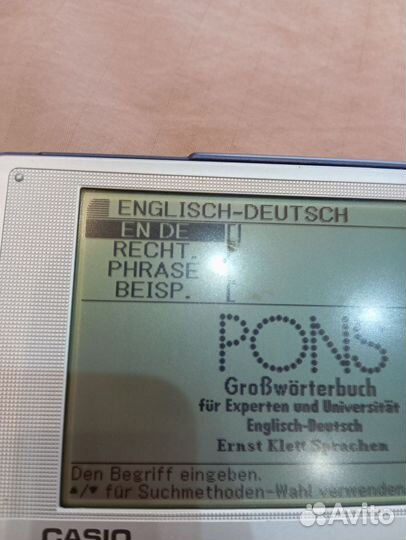 ENGLISCH-DEUTSCH
EN DE [
RECHT.
PHRASE
BEISP. [
PONS
Großwörterbuch
für Experten und Universität
Englisch-Deutsch
Ernst Klett Sprachen
Den Begriff eingeben.
▲/▼ für Suchmethoden-Wahl verwenden.
CASIO
Avito